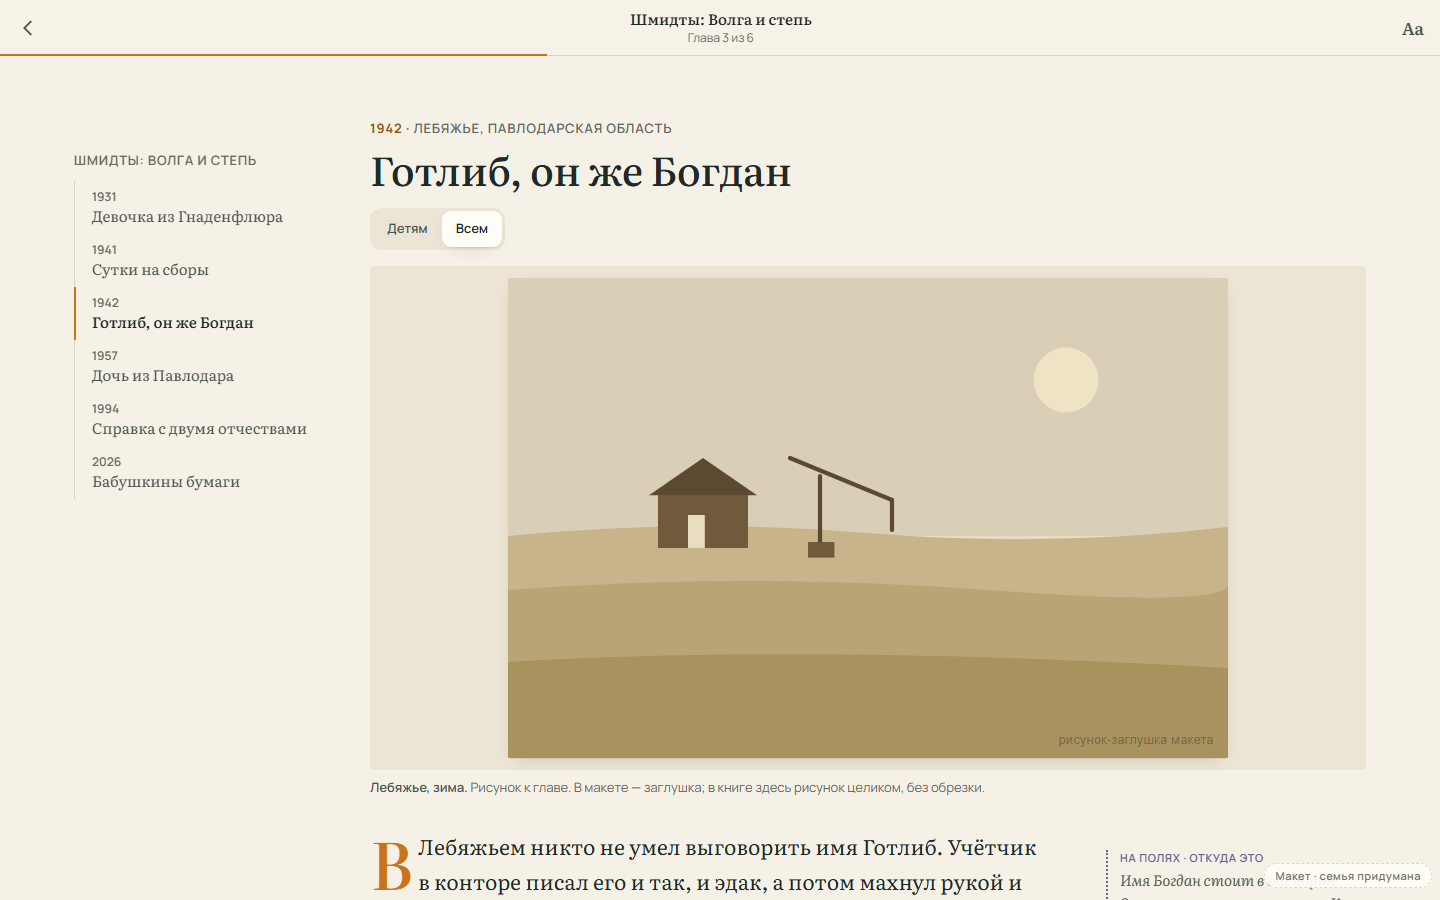 Шмидты: Волга и степь
Глава 3 из 6
Aa
ШМИДТЫ: ВОЛГА И СТЕПЬ
1931
Девочка из Гнаденфлюра
1941
Сутки на сборы
1942
Готлиб, он же Богдан
1957
Дочь из Павлодара
1994
Справка с двумя отчествами
2026
Бабушкины бумаги
1942 · ЛЕБЯЖЬЕ, ПАВЛОДАРСКАЯ ОБЛАСТЬ
Готлиб, он же Богдан
Детям
Всем
рисунок-заглушка макета
Лебяжье, зима. Рисунок к главе. В макете — заглушка; в книге здесь рисунок целиком, без обрезки.
В Лебяжьем никто не умел выговорить имя Готлиб. Учётчик
в конторе писал его и так, и эдак, а потом махнул рукой и
НА ПОЛЯХ · ОТКУДА ЭТО
Имя Богдан стоит в
Макет · семья придумана